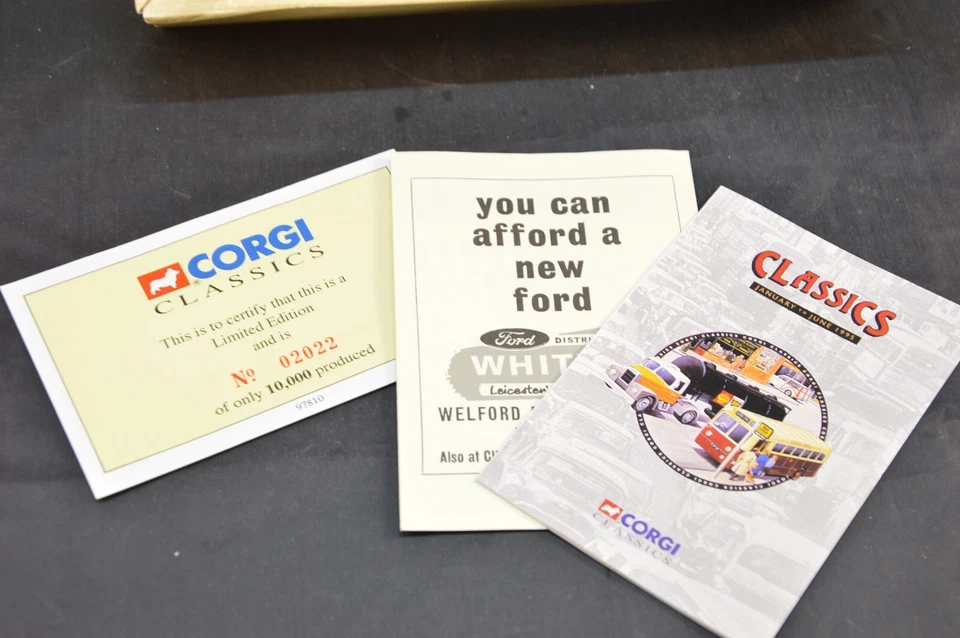 CORGI
CLASSICS
This is to certify that this is a
Limited Edition
and is
Nº 02022
of only 10,000 produced
97810
you can
afford a
new
ford
Ford DISTRI
WHIT
Leicester'
WELFORD
Also at
CLASSICS
JANUARY to JUNE 1995
CORGI
CLASSICS